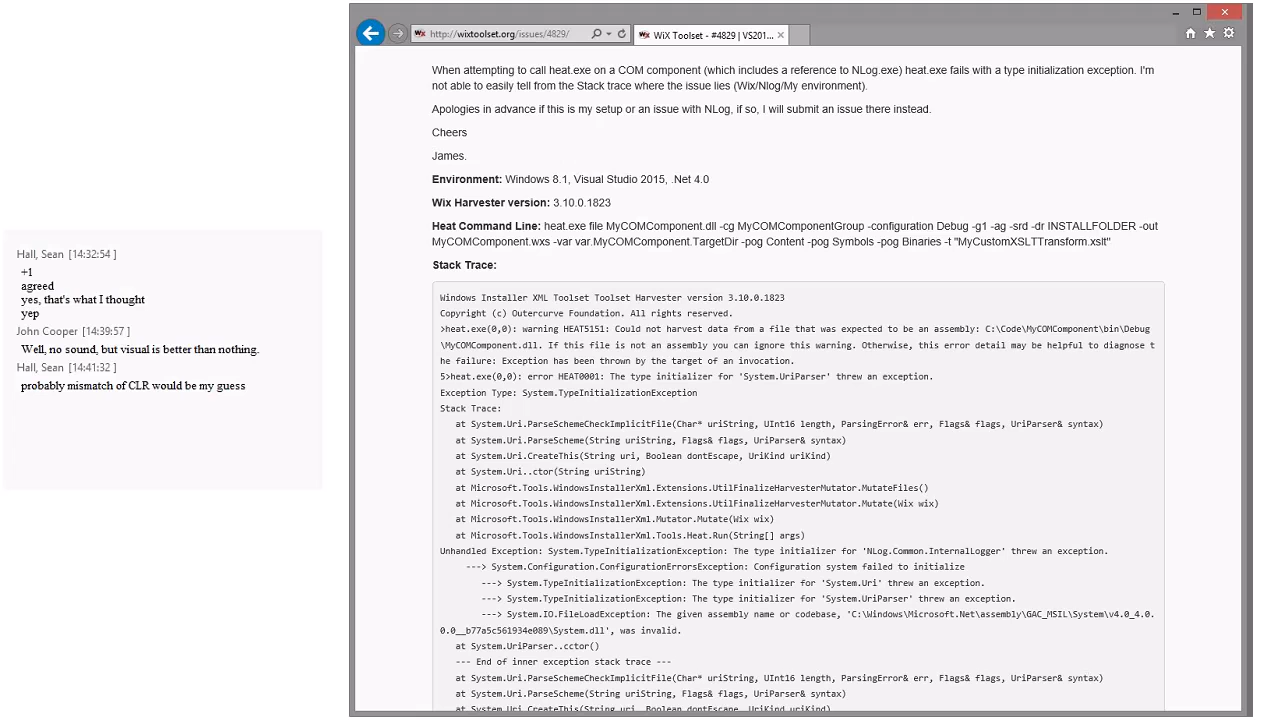 Hall, Sean [14:32:54 ]
+1
agreed
yes, that's what I thought
yep
John Cooper [14:39:57 ]
Well, no sound, but visual is better than nothing.
Hall, Sean [14:41:32 ]
probably mismatch of CLR would be my guess
http://wixtoolset.org/issues/4829/
WiX Toolset - #4829 | VS201...
When attempting to call heat.exe on a COM component (which includes a reference to NLog.exe) heat.exe fails with a type initialization exception. I'm
not able to easily tell from the Stack trace where the issue lies (Wix/Nlog/My environment).
Apologies in advance if this is my setup or an issue with NLog, if so, I will submit an issue there instead.
Cheers
James.
Environment: Windows 8.1, Visual Studio 2015, .Net 4.0
Wix Harvester version: 3.10.0.1823
Heat Command Line: heat.exe file MyCOMComponent.dll -cg MyCOMComponentGroup -configuration Debug -g1 -ag -srd -dr INSTALLFOLDER -out
MyCOMComponent.wxs -var var.MyCOMComponent.TargetDir -pog Content -pog Symbols -pog Binaries -t "MyCustomXSLTTransform.xslt"
Stack Trace:
Windows Installer XML Toolset Toolset Harvester version 3.10.0.1823
Copyright (c) Outercurve Foundation. All rights reserved.
>heat.exe(0,0): warning HEAT5151: Could not harvest data from a file that was expected to be an assembly: C:\Code\MyCOMComponent\bin\Debug
\MyCOMComponent.dll. If this file is not an assembly you can ignore this warning. Otherwise, this error detail may be helpful to diagnose t
he failure: Exception has been thrown by the target of an invocation.
5>heat.exe(0,0): error HEAT0001: The type initializer for 'System.UriParser' threw an exception.
Exception Type: System.TypeInitializationException
Stack Trace:
at System.Uri.ParseSchemeCheckImplicitFile(Char* uriString, UInt16 length, ParsingError& err, Flags& flags, UriParser& syntax)
at System.Uri.ParseScheme(String uriString, Flags& flags, UriParser& syntax)
at System.Uri.CreateThis(String uri, Boolean dontEscape, UriKind uriKind)
at System.Uri..ctor(String uriString)
at Microsoft.Tools.WindowsInstallerXml.Extensions.UtilFinalizeHarvesterMutator.MutateFiles()
at Microsoft.Tools.WindowsInstallerXml.Extensions.UtilFinalizeHarvesterMutator.Mutate(Wix wix)
at Microsoft.Tools.WindowsInstallerXml.Mutator.Mutate(Wix wix)
at Microsoft.Tools.WindowsInstallerXml.Tools.Heat.Run(String[] args)
Unhandled Exception: System.TypeInitializationException: The type initializer for 'NLog.Common.InternalLogger' threw an exception.
---> System.Configuration.ConfigurationErrorsException: Configuration system failed to initialize
---> System.TypeInitializationException: The type initializer for 'System.Uri' threw an exception.
---> System.TypeInitializationException: The type initializer for 'System.UriParser' threw an exception.
---> System.IO.FileLoadException: The given assembly name or codebase, 'C:\Windows\Microsoft.Net\assembly\GAC_MSIL\System\v4.0_4.0.
0.0__b77a5c561934e089\System.dll', was invalid.
at System.UriParser..cctor()
--- End of inner exception stack trace ---
at System.Uri.ParseSchemeCheckImplicitFile(Char* uriString, UInt16 length, ParsingError& err, Flags& flags, UriParser& syntax)
at System.Uri.ParseScheme(String uriString, Flags& flags, UriParser& syntax)
at System.Uri.CreateThis(String uri, Boolean dontEscape, UriKind uriKind)